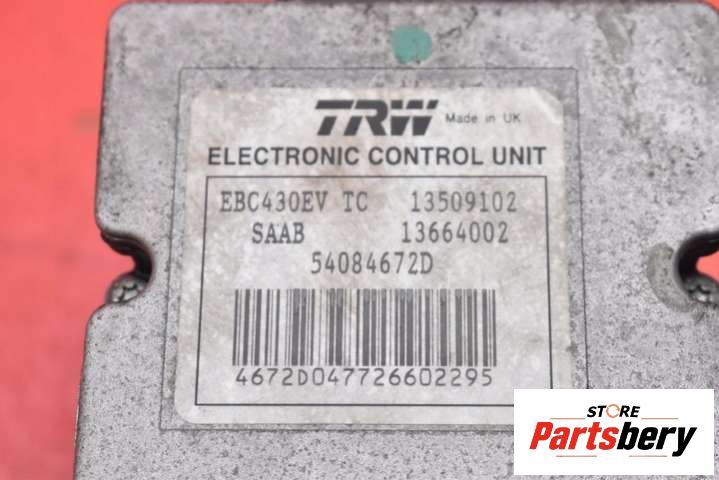 TRW Made in UK
ELECTRONIC CONTROL UNIT
EBC430EV TC 13509102
SAAB 13664002
54084672D
4672D047726602295
STORE
Partsbery